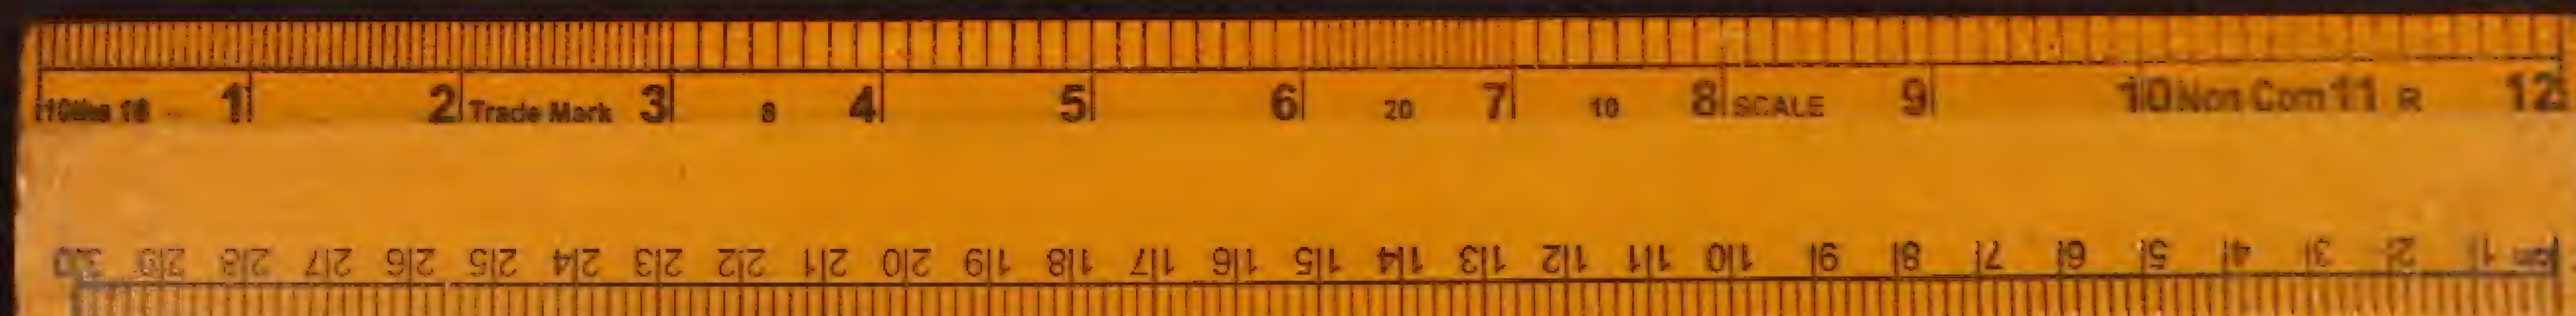 10ths 16 1 2 Trade Mark 3 8 4 5 6 20 7 10 8 SCALE 9 10 Non Com 11 R 12
cm 1 2 3 4 5 6 7 8 9 10 11 12 13 14 15 16 17 18 19 20 21 22 23 24 25 26 27 28 29 30